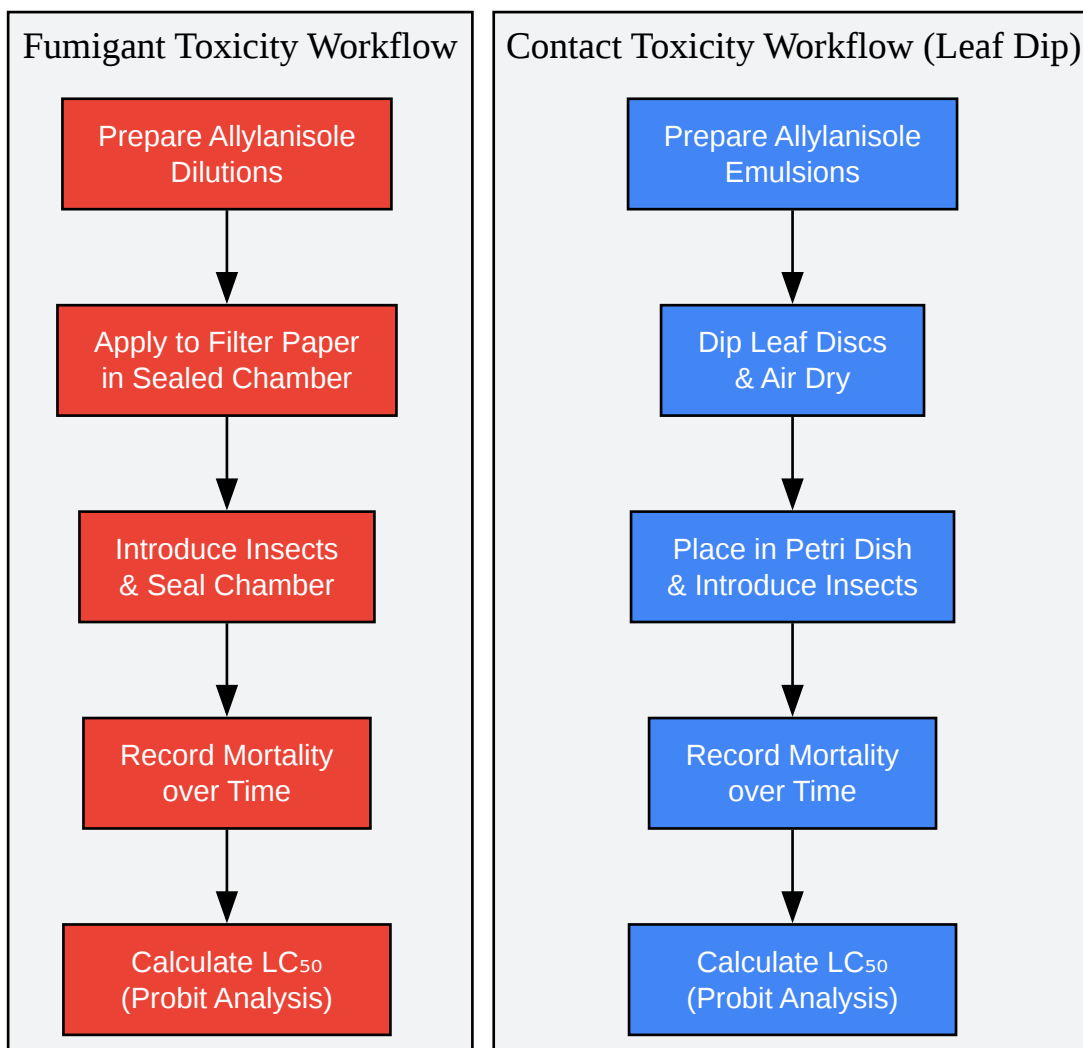 Fumigant Toxicity Workflow
Prepare Allylanisole
Dilutions
Apply to Filter Paper
in Sealed Chamber
Introduce Insects
& Seal Chamber
Record Mortality
over Time
Calculate LC₅₀
(Probit Analysis)
Contact Toxicity Workflow (Leaf Dip)
Prepare Allylanisole
Emulsions
Dip Leaf Discs
& Air Dry
Place in Petri Dish
& Introduce Insects
Record Mortality
over Time
Calculate LC₅₀
(Probit Analysis)